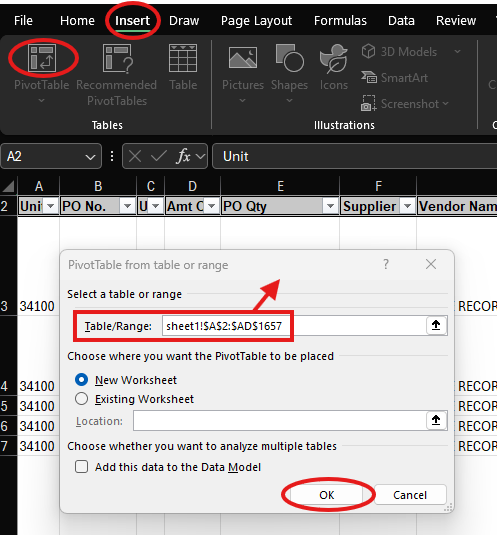 File Home Insert Draw Page Layout Formulas Data Review View
PivotTable Recommended PivotTables Table Pictures Shapes Icons 3D Models
SmartArt
Screenshot
Tables Illustrations
A2 fx Unit
A B C D E F G
2 Unit PO No. U Amt C PO Qty Supplier Vendor Nam
PivotTable from table or range ? ×
Select a table or range
Table/Range: sheet1!$A$2:$AD$1657
3 34100 RECOR
Choose where you want the PivotTable to be placed
New Worksheet
4 34100 RECOR
Existing Worksheet
5 34100 RECOR
Location:
6 34100 RECOR
Choose whether you want to analyze multiple tables
7 34100 RECOR
Add this data to the Data Model
OK Cancel